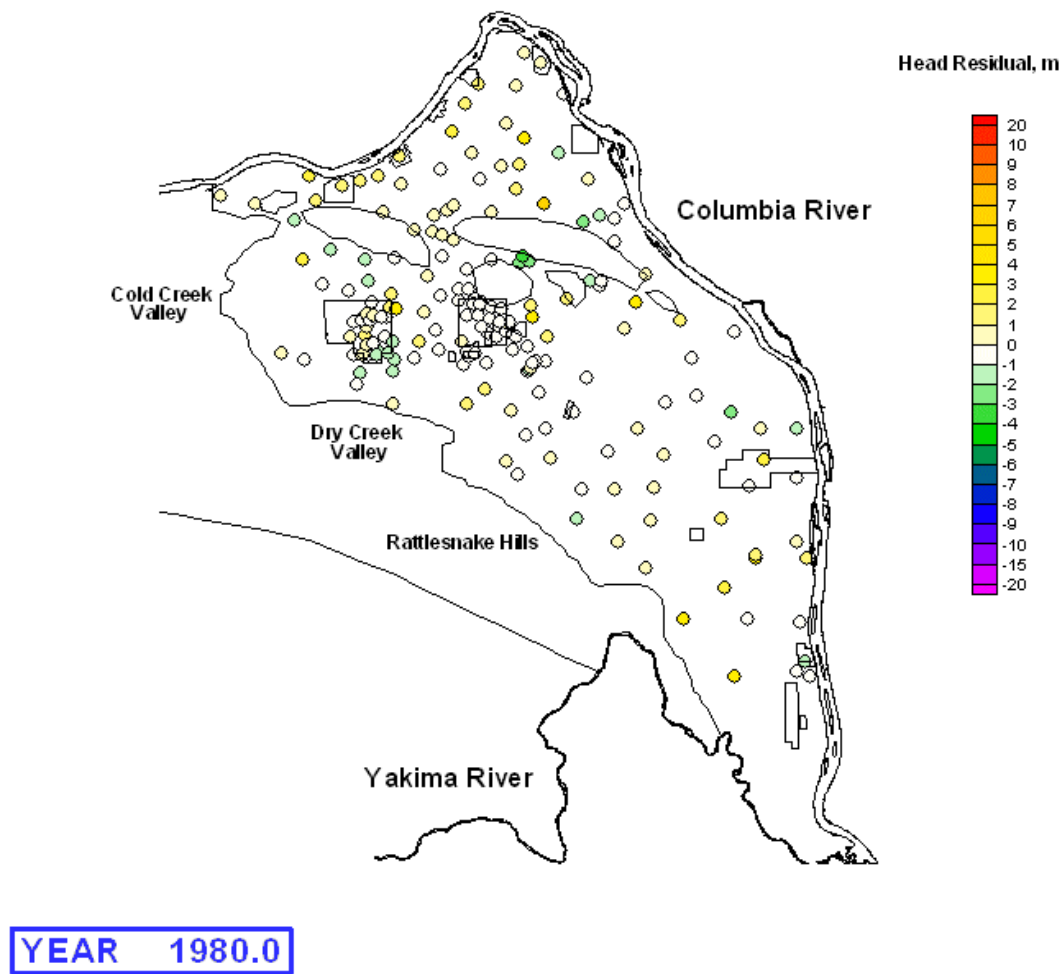 Head Residual, m
20
10
9
8
7
6
5
4
3
2
1
0
-1
-2
-3
-4
-5
-6
-7
-8
-9
-10
-15
-20
Columbia River
Cold Creek
Valley
Dry Creek
Valley
Rattlesnake Hills
Yakima River
YEAR 1980.0